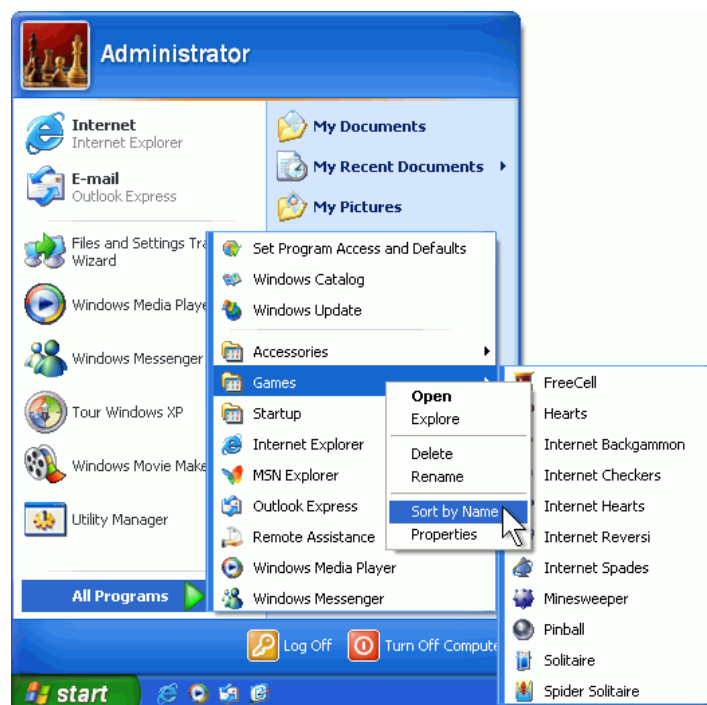 Administrator
Internet
Internet Explorer
E-mail
Outlook Express
Files and Settings Tra
Wizard
Windows Media Playe
Windows Messenger
Tour Windows XP
Windows Movie Make
Utility Manager
All Programs
My Documents
My Recent Documents
My Pictures
Set Program Access and Defaults
Windows Catalog
Windows Update
Accessories
Games
Startup
Internet Explorer
MSN Explorer
Outlook Express
Remote Assistance
Windows Media Player
Windows Messenger
Open
Explore
Delete
Rename
Sort by Name
Properties
FreeCell
Hearts
Internet Backgammon
Internet Checkers
Internet Hearts
Internet Reversi
Internet Spades
Minesweeper
Pinball
Solitaire
Spider Solitaire
Log Off
Turn Off Compute
start